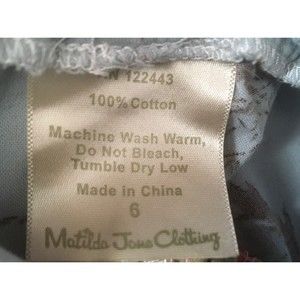 RN 122443
100% Cotton
Machine Wash Warm,
Do Not Bleach,
Tumble Dry Low
Made in China
6
Matilda Jane Clothing